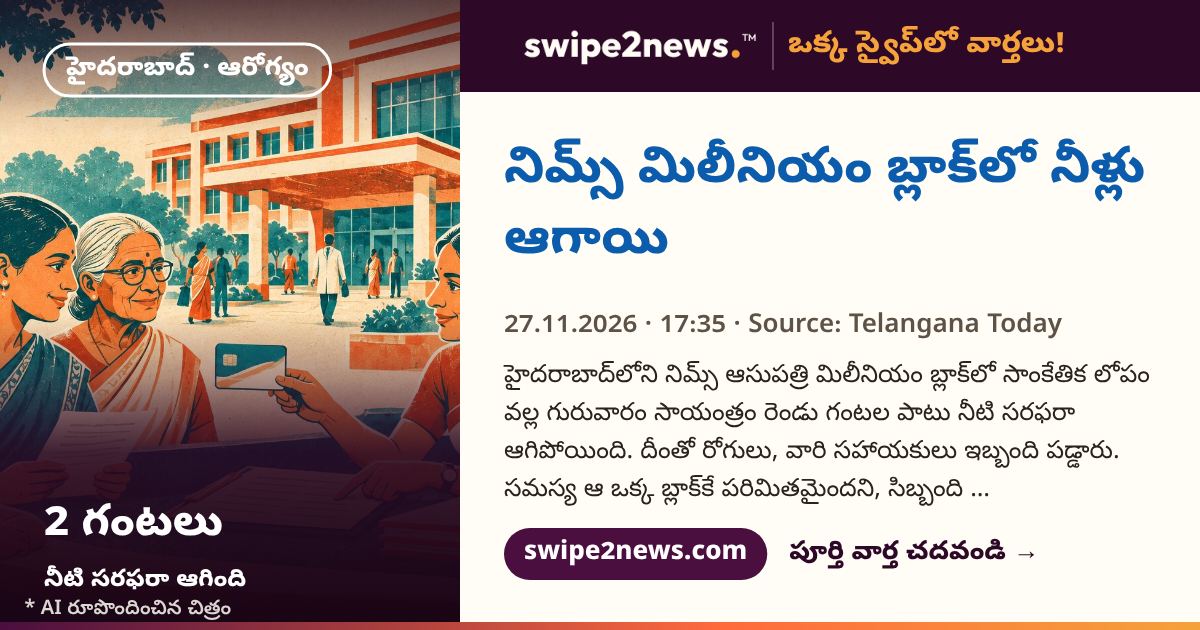 హైదరాబాద్ · ఆరోగ్యం
2 గంటలు
నీటి సరఫరా ఆగింది
* AI రూపొందించిన చిత్రం
swipe2news.™ ఒక్క స్వైప్‌లో వార్తలు!
నిమ్స్ మిలీనియం బ్లాక్‌లో నీళ్లు
ఆగాయి
27.11.2026 · 17:35 · Source: Telangana Today
హైదరాబాద్‌లోని నిమ్స్ ఆసుపత్రి మిలీనియం బ్లాక్‌లో సాంకేతిక లోపం
వల్ల గురువారం సాయంత్రం రెండు గంటల పాటు నీటి సరఫరా
ఆగిపోయింది. దీంతో రోగులు, వారి సహాయకులు ఇబ్బంది పడ్డారు.
సమస్య ఆ ఒక్క బ్లాక్‌కే పరిమితమైందని, సిబ్బంది ...
swipe2news.com పూర్తి వార్త చదవండి →